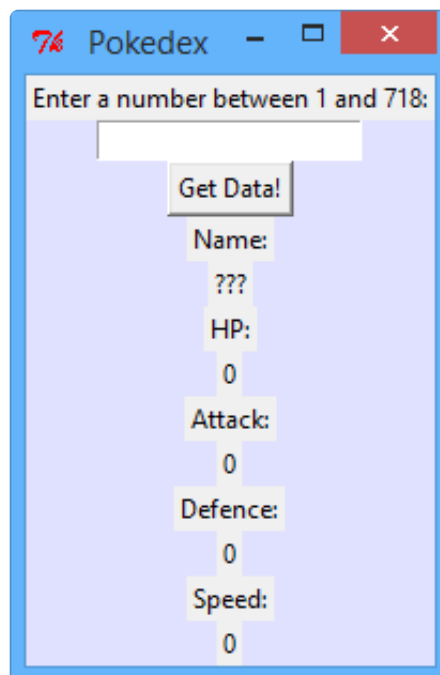 Pokedex
Enter a number between 1 and 718:
Get Data!
Name:
???
HP:
0
Attack:
0
Defence:
0
Speed:
0